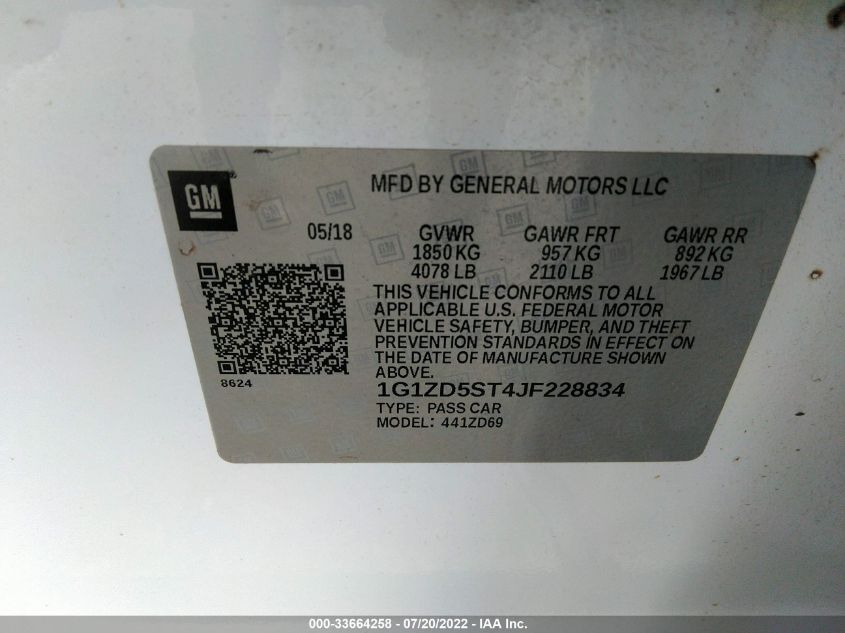 GM
MFD BY GENERAL MOTORS LLC
05/18 GVWR GAWR FRT GAWR RR
1850 KG 957 KG 892 KG
4078 LB 2110 LB 1967 LB
THIS VEHICLE CONFORMS TO ALL
APPLICABLE U.S. FEDERAL MOTOR
VEHICLE SAFETY, BUMPER, AND THEFT
PREVENTION STANDARDS IN EFFECT ON
THE DATE OF MANUFACTURE SHOWN
ABOVE.
8624
1G1ZD5ST4JF228834
TYPE: PASS CAR
MODEL: 441ZD69
000-33664258 - 07/20/2022 - IAA Inc.